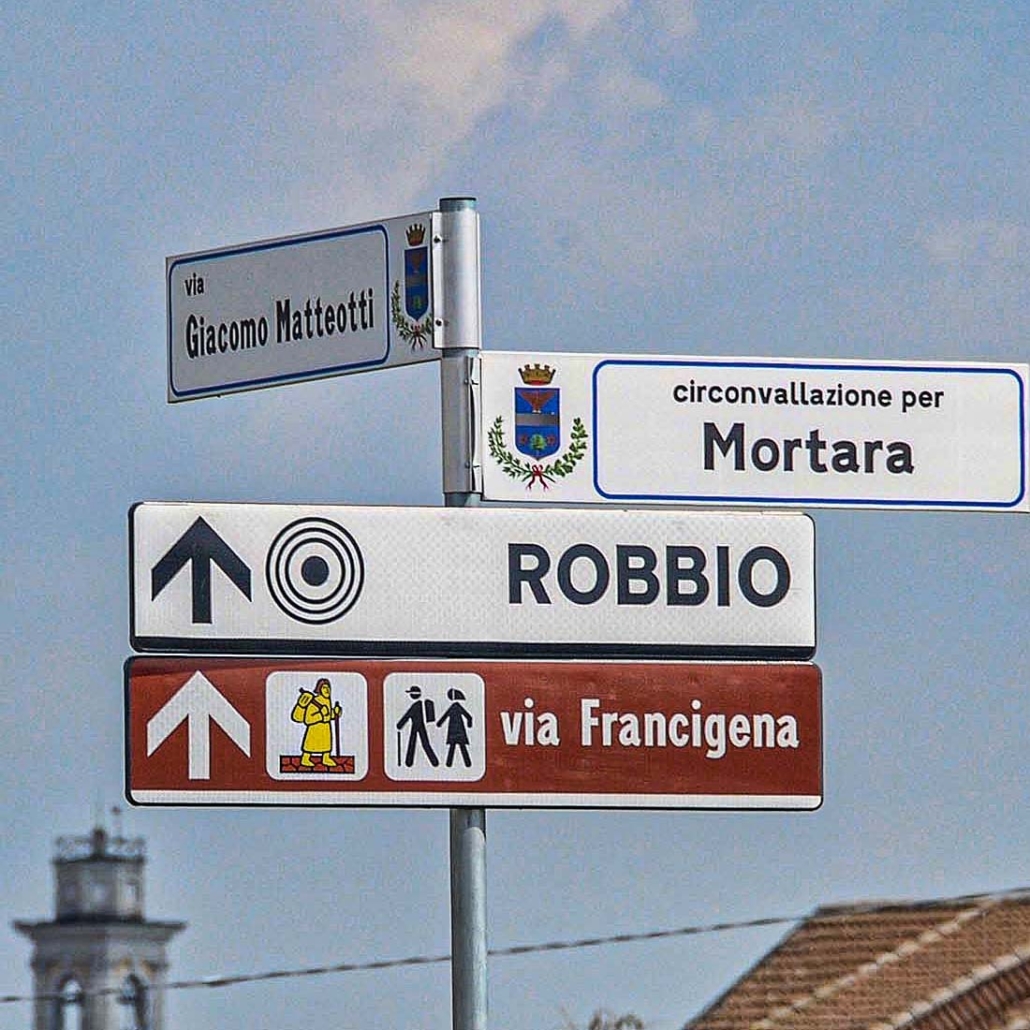 via
Giacomo Matteotti
circonvallazione per
Mortara
ROBBIO
via Francigena